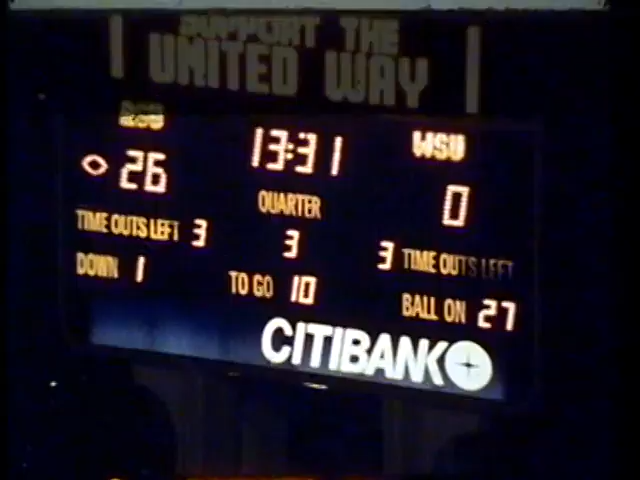 SUPPORT THE
UNITED WAY
13:31 WSU
26 0
QUARTER
TIME OUTS LEFT 3 3 3 TIME OUTS LEFT
DOWN 1 TO GO 10 BALL ON 27
CITIBANK